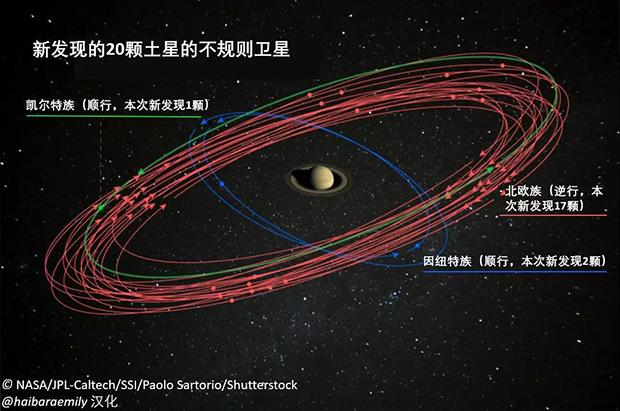 新发现的20颗土星的不规则卫星
凯尔特族（顺行，本次新发现1颗）
北欧族（逆行，本
次新发现17颗）
因纽特族（顺行，本次新发现2颗）
© NASA/JPL-Caltech/SSI/Paolo Sartorio/Shutterstock
@haibaraemily 汉化